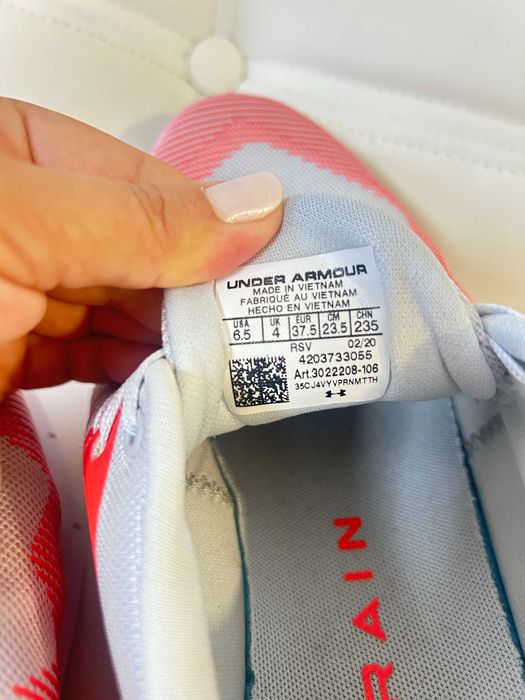 UNDER ARMOUR
MADE IN VIETNAM
FABRIQUÉ AU VIETNAM
HECHO EN VIETNAM
USA UK EUR CM CHN
6.5 4 37.5 23.5 235
RSV 02/20
4203733055
Art.3022208-106
35CJ4VYVPRNMTTH
RAIN